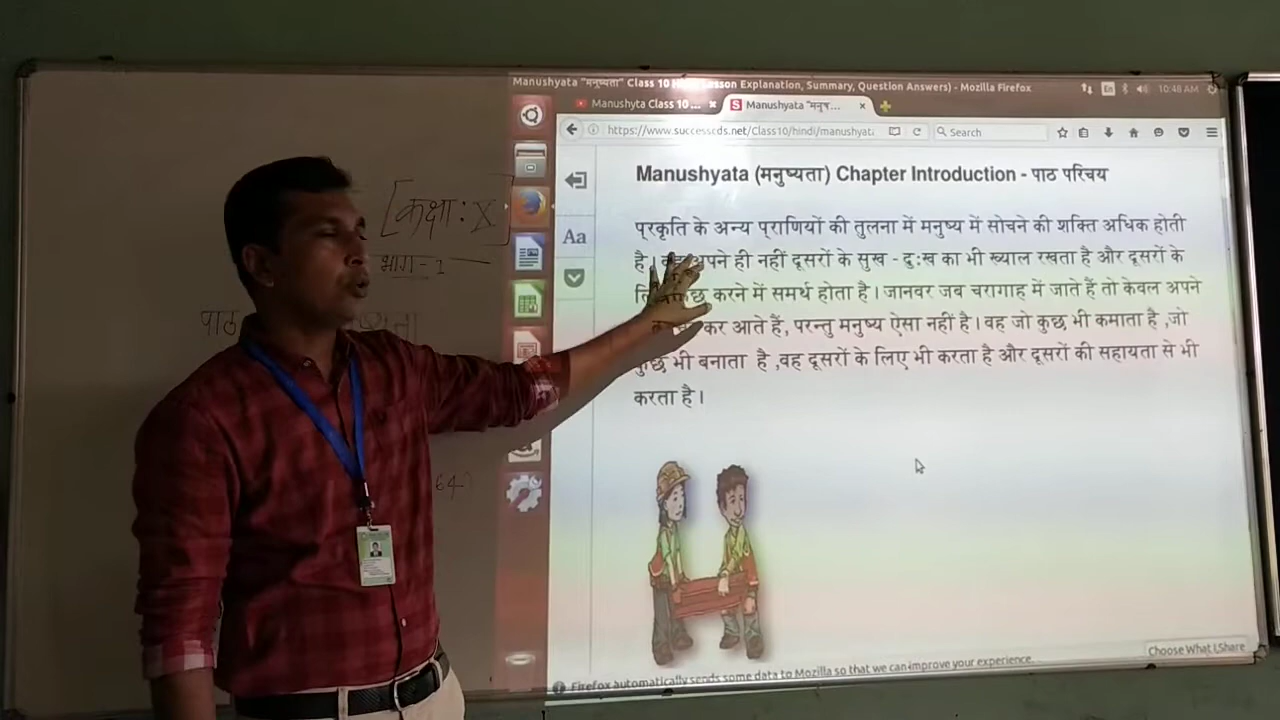 Manushyata "मनुष्यता" Class 10 Lesson Explanation, Summary, Question Answers) - Mozilla Firefox
En
10:48 AM
Manushyta Class 10 ...
Manushyata "मनुष...
https://www.successcds.net/Class10/hindi/manushyat
Search
Aa
Manushyata (मनुष्यता) Chapter Introduction - पाठ परिचय
प्रकृति के अन्य प्राणियों की तुलना में मनुष्य में सोचने की शक्ति अधिक होती
है। अपने ही नहीं दूसरों के सुख - दुःख का भी ख्याल रखता है और दूसरों के
करने में समर्थ होता है। जानवर जब चरागाह में जाते हैं तो केवल अपने
कर आते हैं, परन्तु मनुष्य ऐसा नहीं है। वह जो कुछ भी कमाता है ,जो
कुछ भी बनाता है ,वह दूसरों के लिए भी करता है और दूसरों की सहायता से भी
करता है।
Choose What I Share
Firefox automatically sends some data to Mozilla so that we can improve your experience.
[कक्षा : X]
भाग - 1
पाठ
64